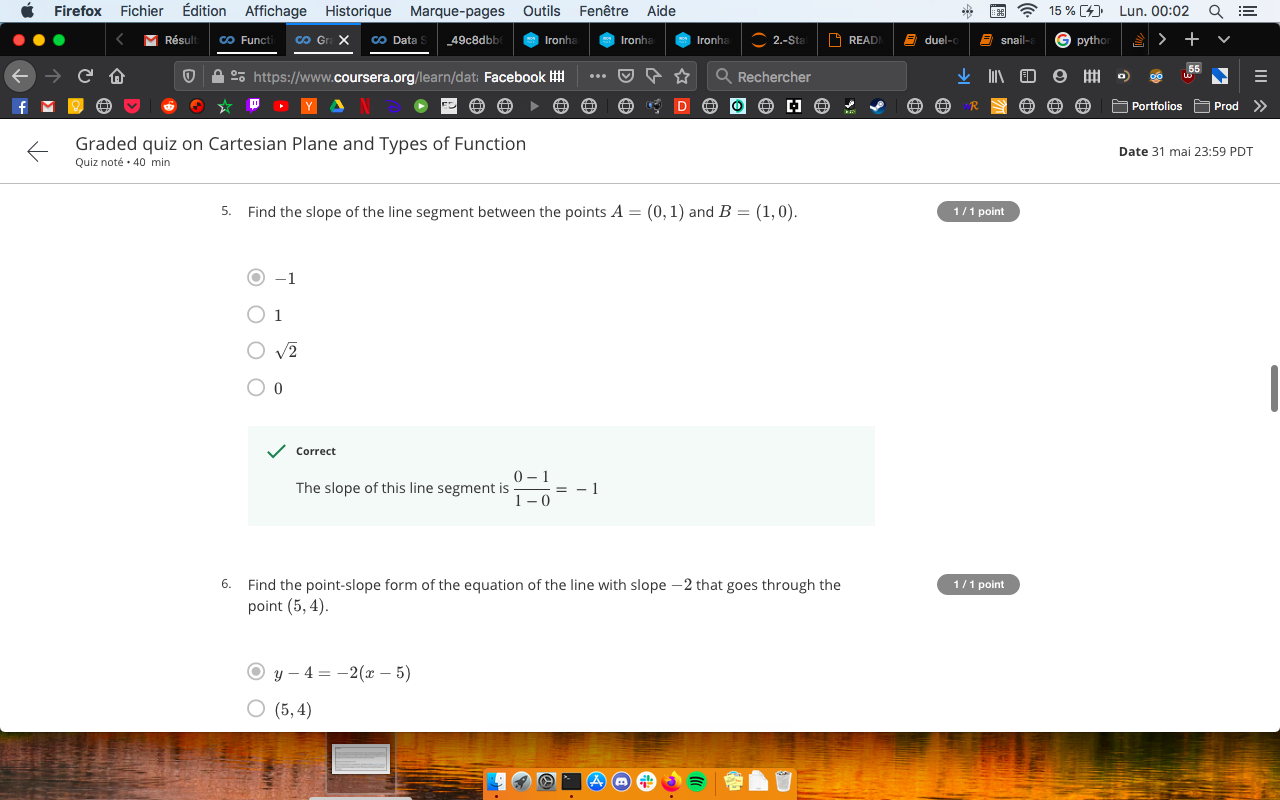 Firefox Fichier Édition Affichage Historique Marque-pages Outils Fenêtre Aide 15 % Lun. 00:02
Résult Functi Gr Data S _49c8dbb Ironha Ironha Ironha 2.-Sta READ duel- snail- pytho
https://www.coursera.org/learn/dat Facebook Rechercher 55
Portfolios Prod
Graded quiz on Cartesian Plane and Types of Function
Quiz noté • 40 min
Date 31 mai 23:59 PDT
5. Find the slope of the line segment between the points A = (0, 1) and B = (1, 0). 1 / 1 point
−1
1
√2
0
Correct
The slope of this line segment is (0 − 1)/(1 − 0) = − 1
6. Find the point-slope form of the equation of the line with slope −2 that goes through the 1 / 1 point
point (5, 4).
y − 4 = −2(x − 5)
(5, 4)